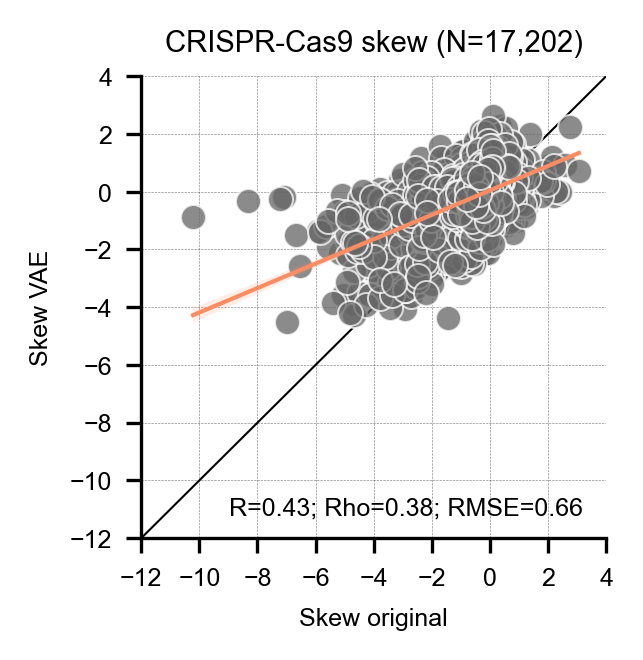 CRISPR-Cas9 skew (N=17,202)
4
2
0
−2
−4
−6
−8
−10
−12
Skew VAE
R=0.43; Rho=0.38; RMSE=0.66
−12 −10 −8 −6 −4 −2 0 2 4
Skew original